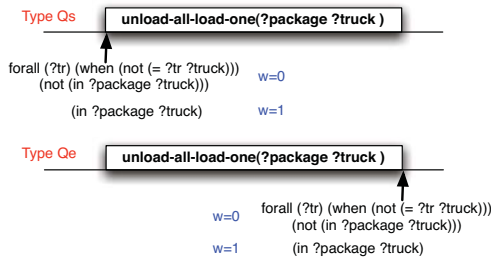 Type Qs
unload-all-load-one(?package ?truck )
forall (?tr) (when (not (= ?tr ?truck)))
(not (in ?package ?truck)))
w=0
(in ?package ?truck)
w=1
Type Qe
unload-all-load-one(?package ?truck )
w=0
forall (?tr) (when (not (= ?tr ?truck)))
(not (in ?package ?truck)))
w=1
(in ?package ?truck)